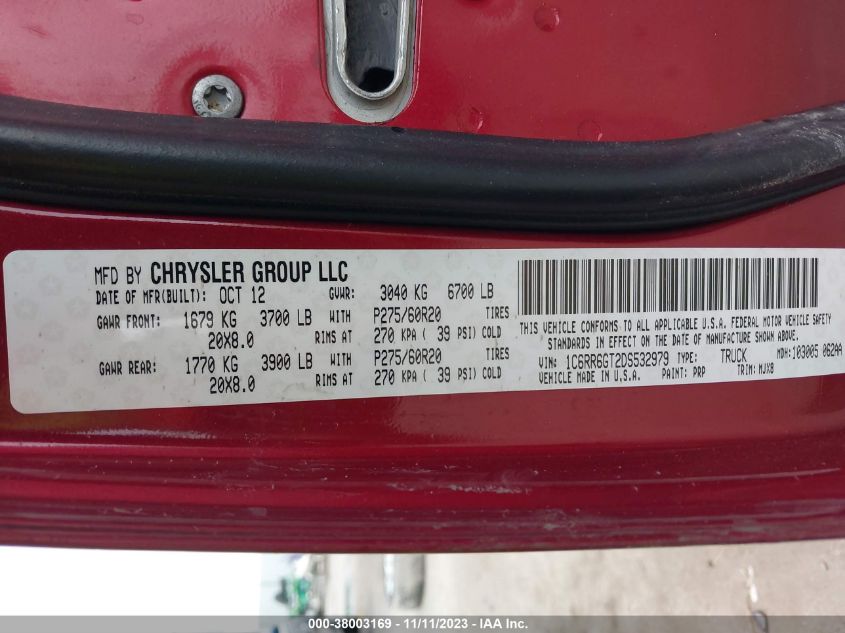 MFD BY CHRYSLER GROUP LLC
DATE OF MFR(BUILT): OCT 12 GVWR: 3040 KG 6700 LB
GAWR FRONT: 1679 KG 3700 LB WITH P275/60R20 TIRES
20X8.0 RIMS AT 270 KPA ( 39 PSI) COLD
GAWR REAR: 1770 KG 3900 LB WITH P275/60R20 TIRES
20X8.0 RIMS AT 270 KPA ( 39 PSI) COLD
THIS VEHICLE CONFORMS TO ALL APPLICABLE U.S.A. FEDERAL MOTOR VEHICLE SAFETY
STANDARDS IN EFFECT ON THE DATE OF MANUFACTURE SHOWN ABOVE.
VIN: 1C6RR6GT2DS532979 TYPE: TRUCK MDH: 103005 062AA
VEHICLE MADE IN U.S.A. PAINT: PRP TRIM: MJX8
000-38003169 - 11/11/2023 - IAA Inc.